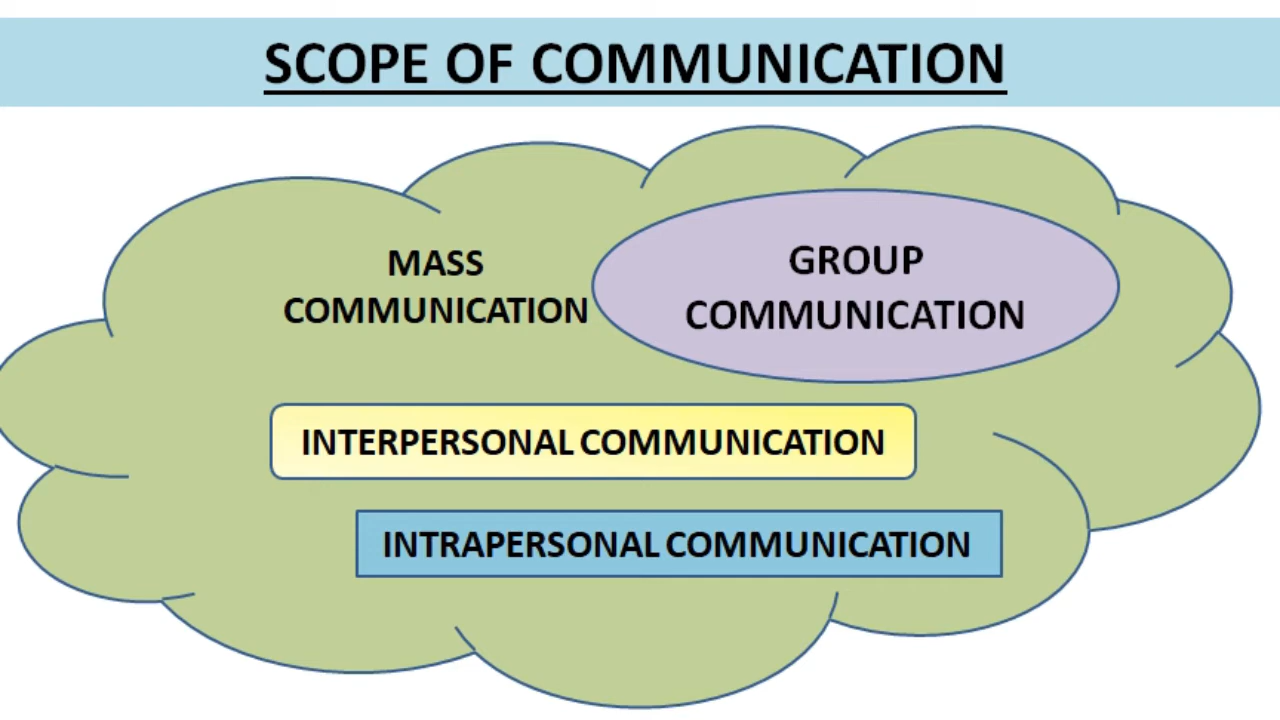 SCOPE OF COMMUNICATION
MASS
COMMUNICATION
GROUP
COMMUNICATION
INTERPERSONAL COMMUNICATION
INTRAPERSONAL COMMUNICATION